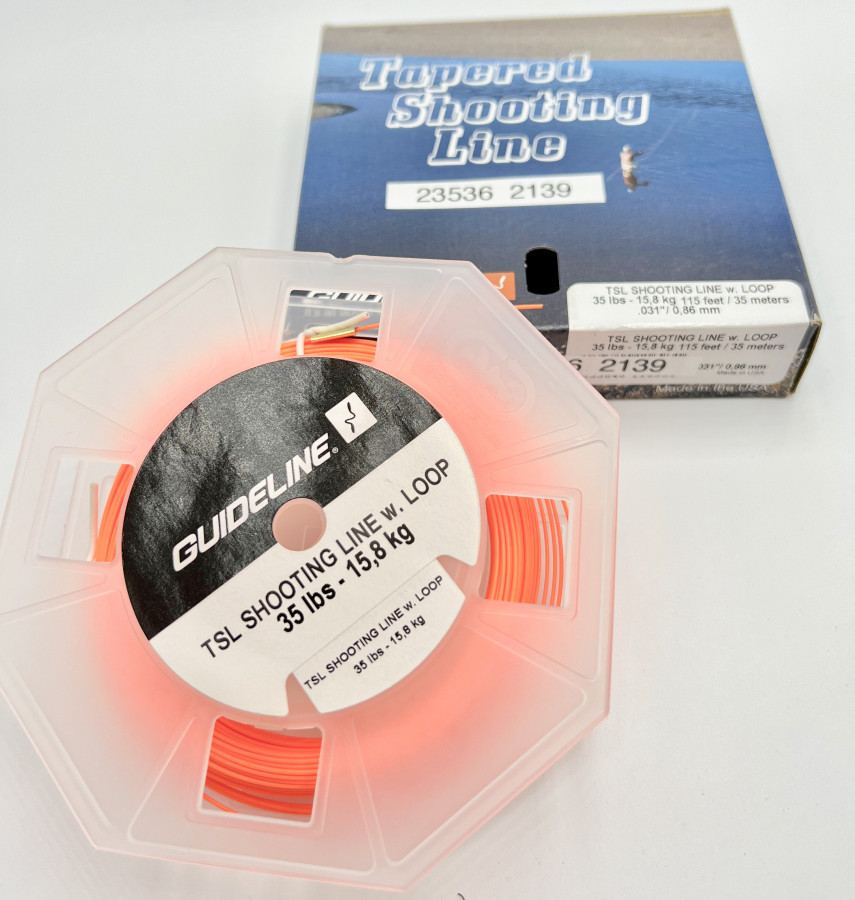 Tapered
Shooting
Line
23536 2139
TSL SHOOTING LINE w. LOOP
35 lbs - 15,8 kg 115 feet / 35 meters
.031"/ 0,86 mm
TSL SHOOTING LINE w. LOOP
35 lbs - 15,8 kg 115 feet / 35 meters
2139 .031"/ 0,86 mm
Made in USA
Made in the USA
GUIDELINE®
TSL SHOOTING LINE w. LOOP
35 lbs - 15,8 kg
TSL SHOOTING LINE w. LOOP
35 lbs - 15,8 kg